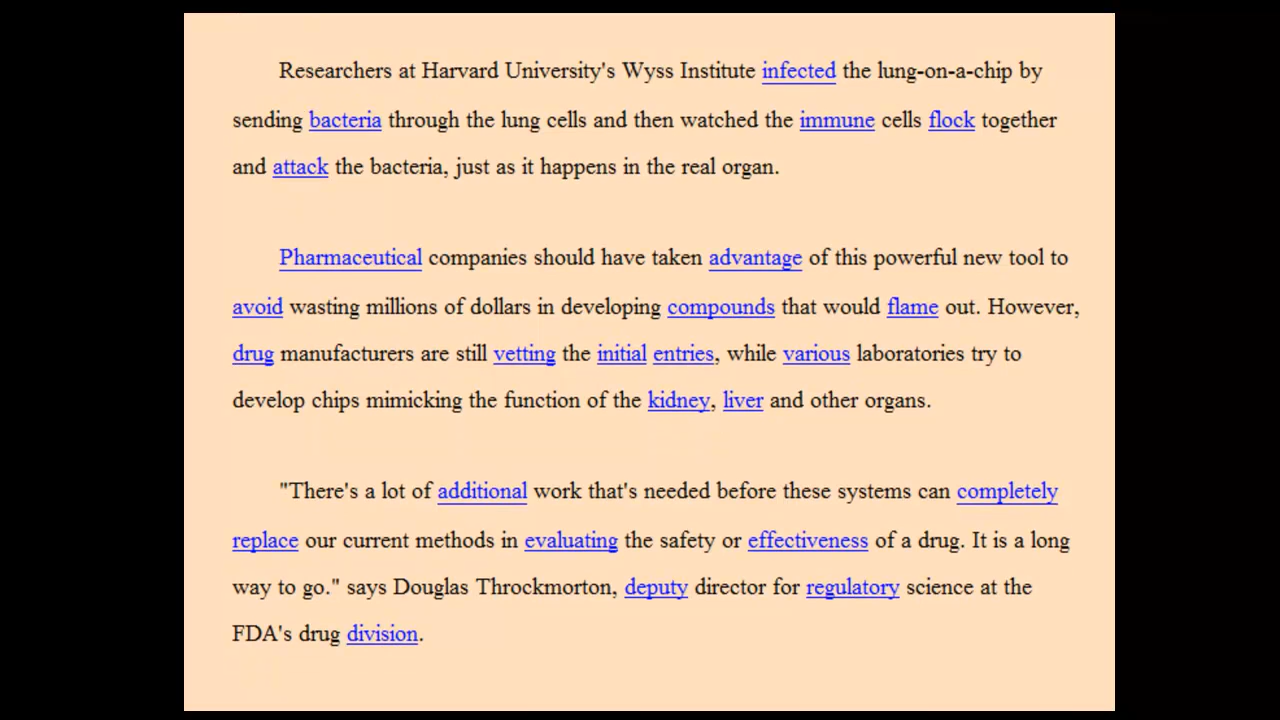 Researchers at Harvard University's Wyss Institute infected the lung-on-a-chip by
sending bacteria through the lung cells and then watched the immune cells flock together
and attack the bacteria, just as it happens in the real organ.
Pharmaceutical companies should have taken advantage of this powerful new tool to
avoid wasting millions of dollars in developing compounds that would flame out. However,
drug manufacturers are still vetting the initial entries, while various laboratories try to
develop chips mimicking the function of the kidney, liver and other organs.
"There's a lot of additional work that's needed before these systems can completely
replace our current methods in evaluating the safety or effectiveness of a drug. It is a long
way to go." says Douglas Throckmorton, deputy director for regulatory science at the
FDA's drug division.